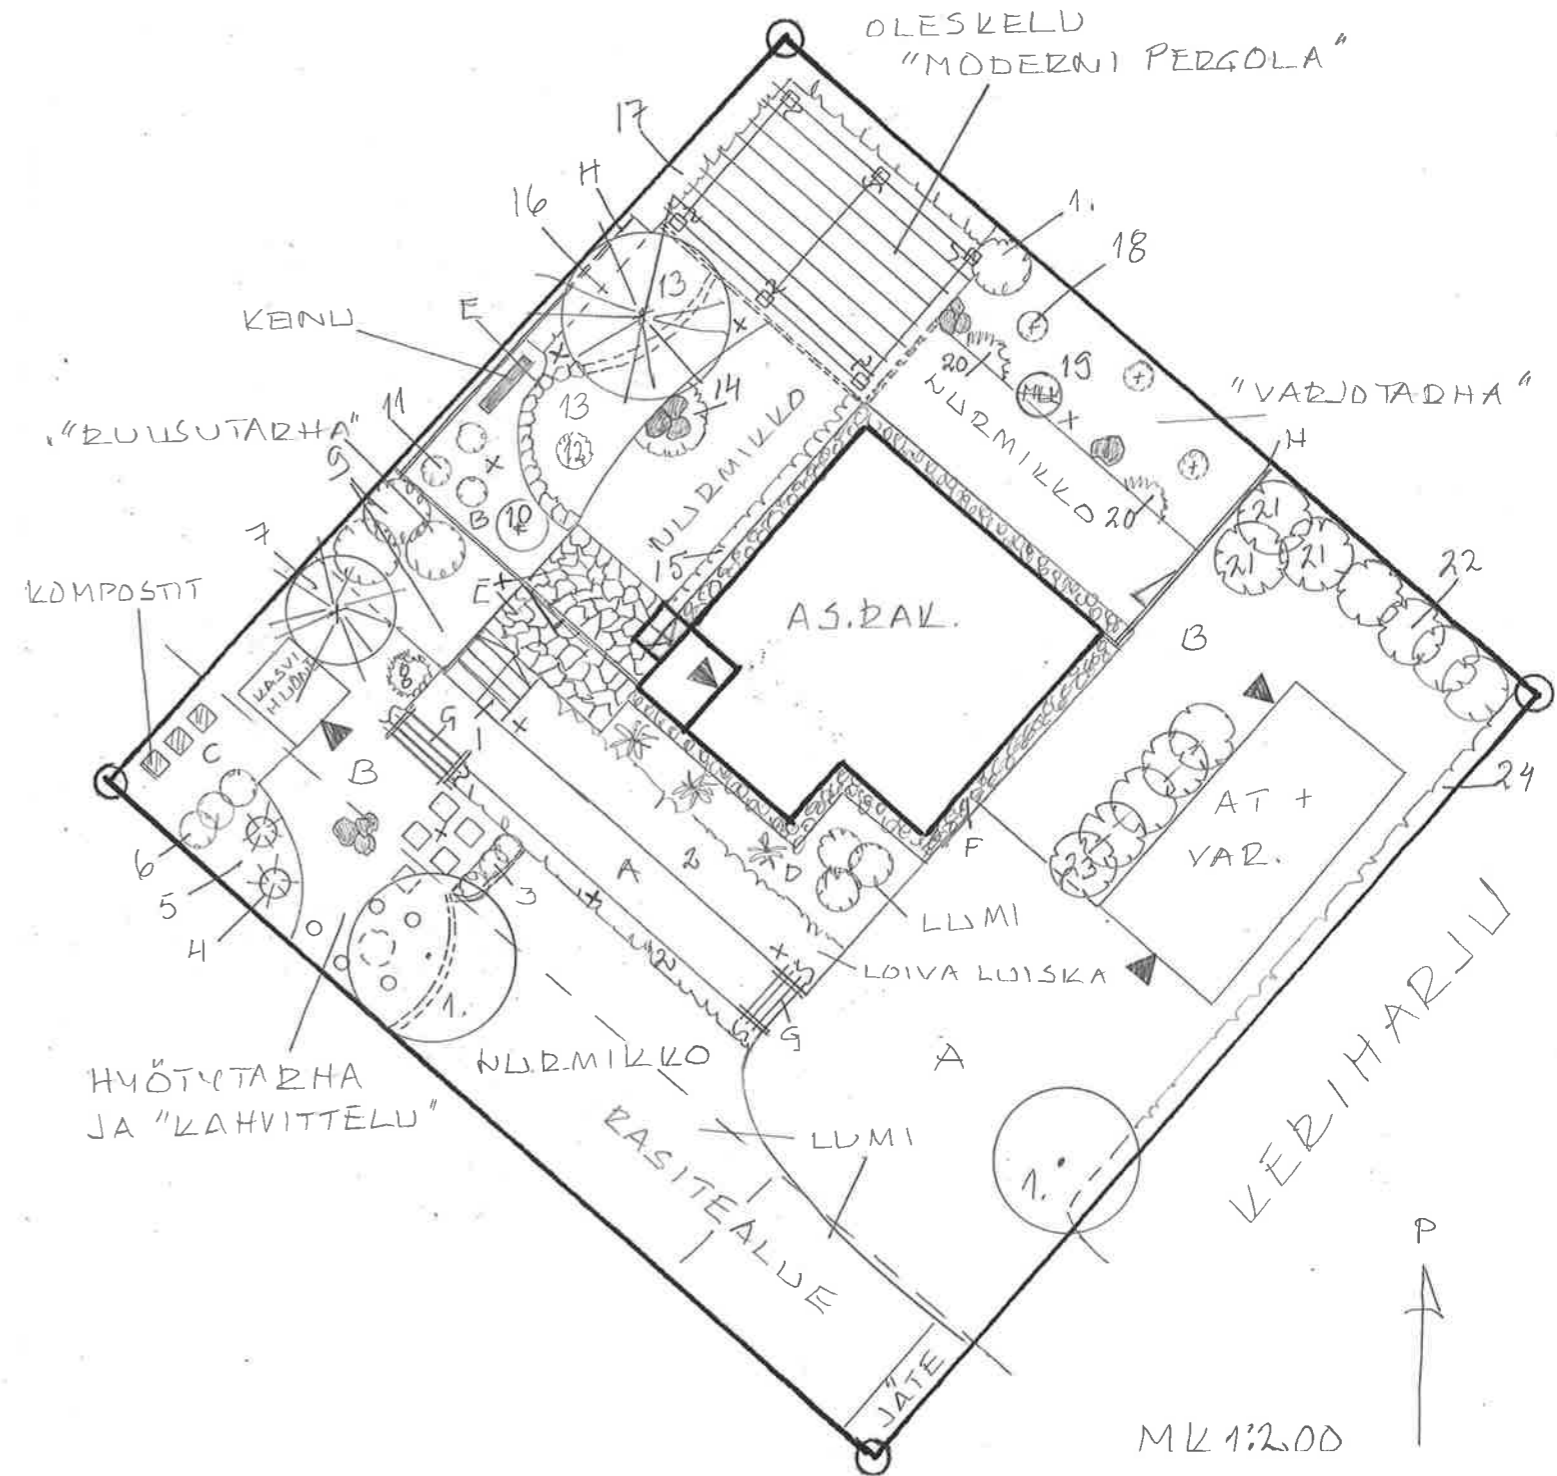 OLESKELU
"MODERNI PERGOLA"
17
H
16
1.
18
13
KEINU
E
20
19
MLK
"VARJOTARHA"
"RUUSUTARHA"
11
13
12
14
NURMIKKO
NURMIKKO
H
9
B
10
20
21
21
21
7
15
22
KOMPOSTIT
E
AS.RAK.
B
KASVI
HUONE
8
G
1
C
B
24
AT +
VAR.
6
A
2
D
F
23
5
3
LUMI
4
LOIVA LUISKA
1.
G
HYÖTYTARHA
JA "KAHVITTELU"
NURMIKKO
A
KERIHARJU
RASITEALUE
LUMI
1.
P
JÄTE
MK 1:200